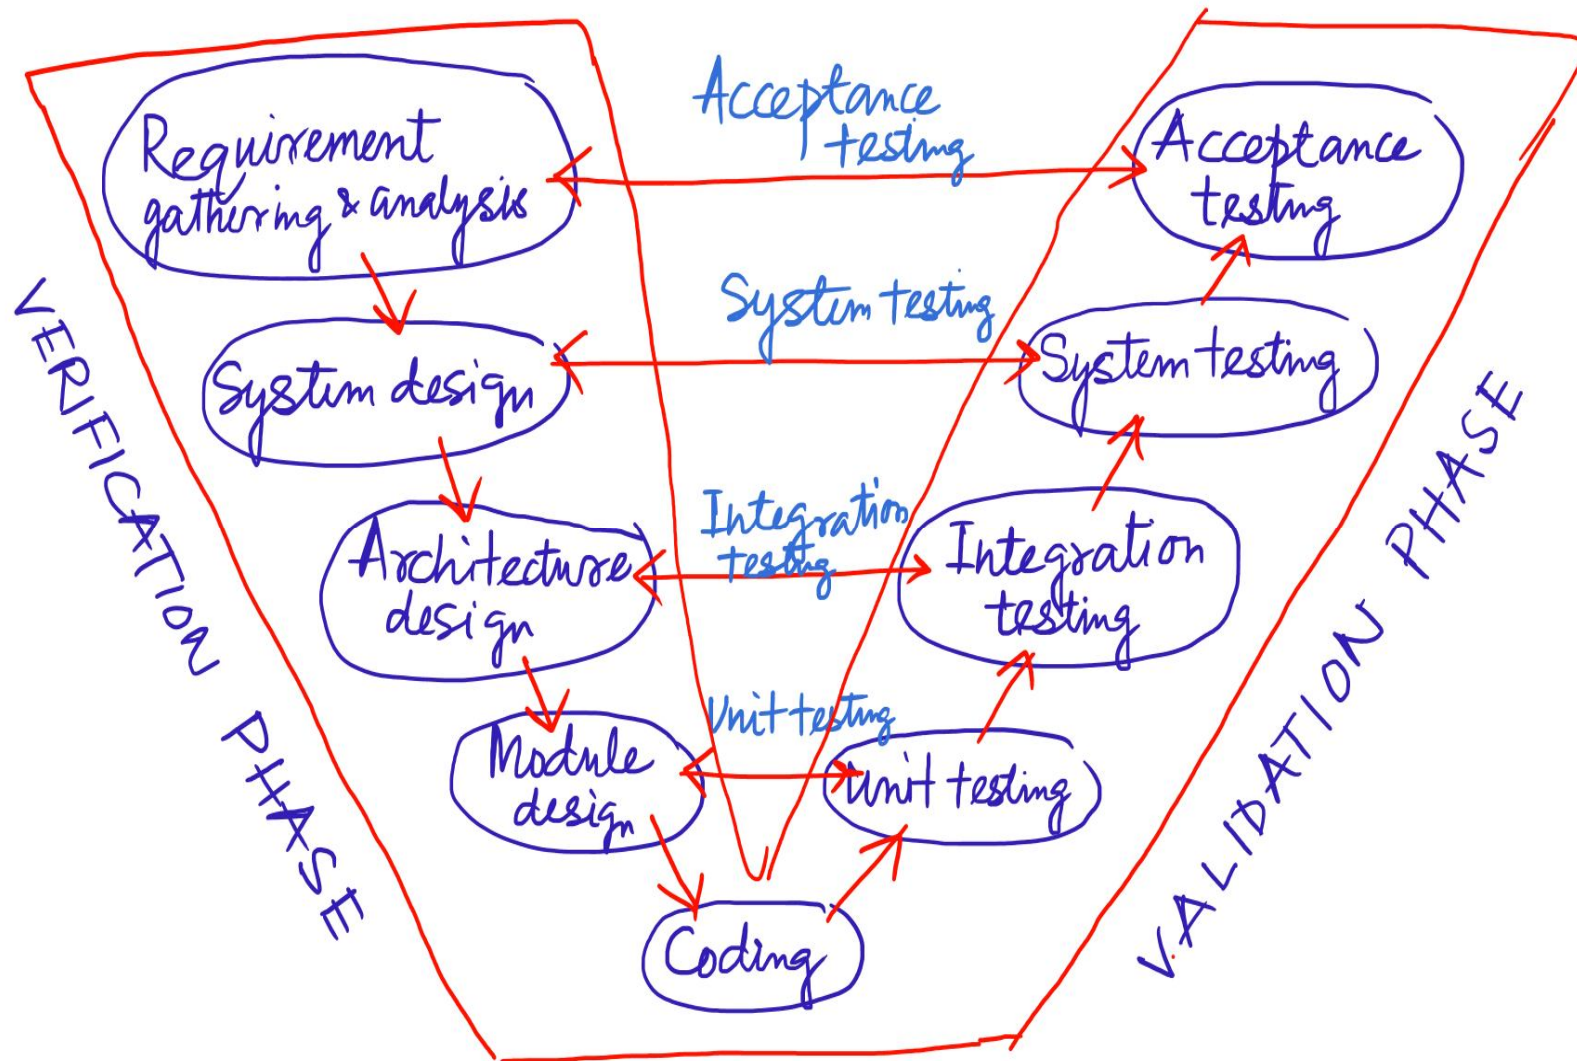 Requirement
gathering & analysis
Acceptance
testing
Acceptance
testing
System design
System testing
System testing
Architecture
design
Integration
testing
Integration
testing
Module
design
Unit testing
Unit testing
Coding
VERIFICATION PHASE
VALIDATION PHASE